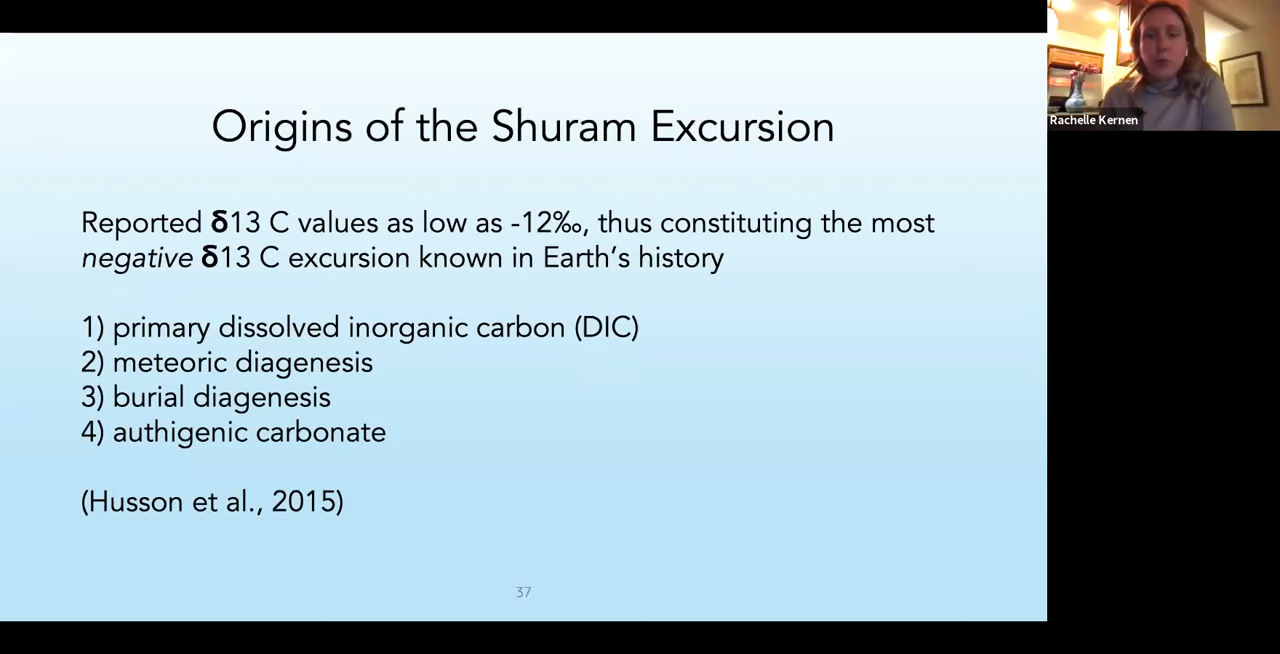 Origins of the Shuram Excursion
Reported δ13 C values as low as -12‰, thus constituting the most
negative δ13 C excursion known in Earth’s history
1) primary dissolved inorganic carbon (DIC)
2) meteoric diagenesis
3) burial diagenesis
4) authigenic carbonate
(Husson et al., 2015)
37
Rachelle Kernen